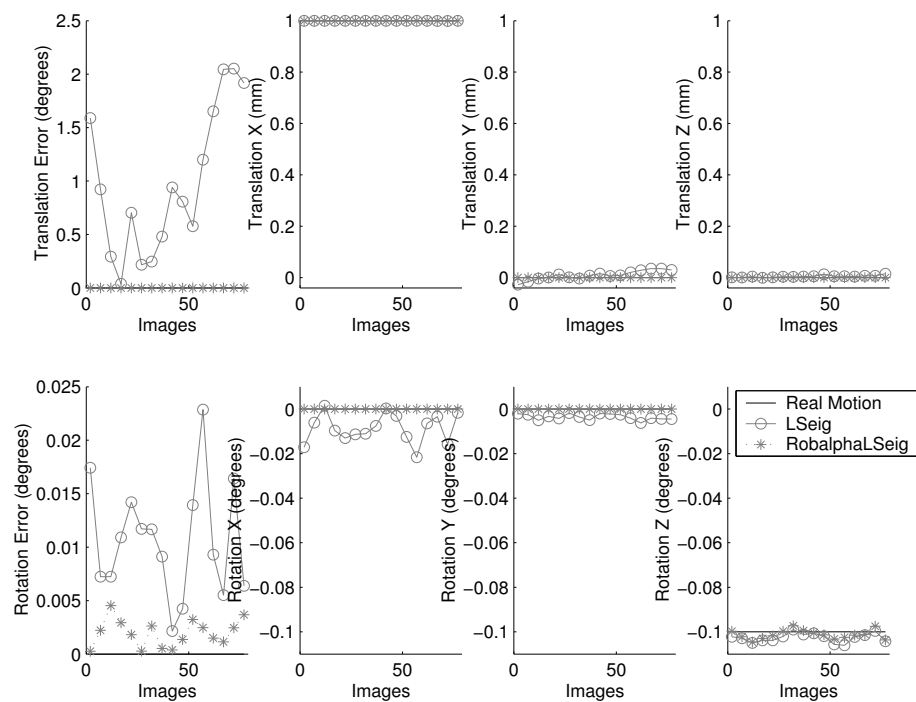 2.5
2
1.5
1
0.5
0
Translation Error (degrees)
0 50
Images
1
0.8
0.6
0.4
0.2
0
Translation X (mm)
0 50
Images
1
0.8
0.6
0.4
0.2
0
Translation Y (mm)
0 50
Images
1
0.8
0.6
0.4
0.2
0
Translation Z (mm)
0 50
Images
0.025
0.02
0.015
0.01
0.005
0
Rotation Error (degrees)
0 50
Images
0
−0.02
−0.04
−0.06
−0.08
−0.1
Rotation X (degrees)
0 50
Images
0
−0.02
−0.04
−0.06
−0.08
−0.1
Rotation Y (degrees)
0 50
Images
0
−0.02
−0.04
−0.06
−0.08
−0.1
Rotation Z (degrees)
0 50
Images
Real Motion
LSeig
RobalphaLSeig